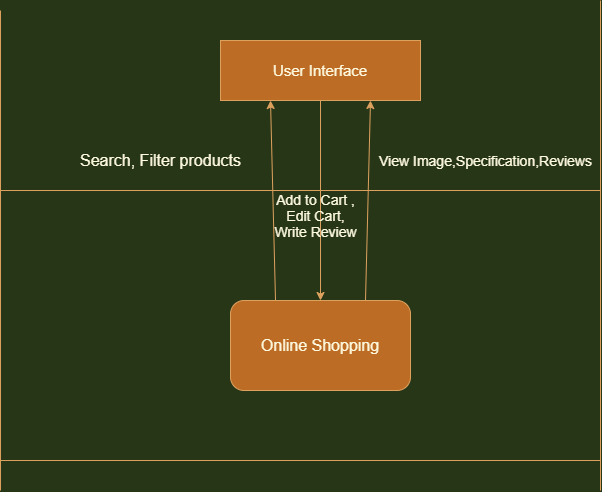 User Interface
Search, Filter products
View Image,Specification,Reviews
Add to Cart ,
Edit Cart,
Write Review
Online Shopping